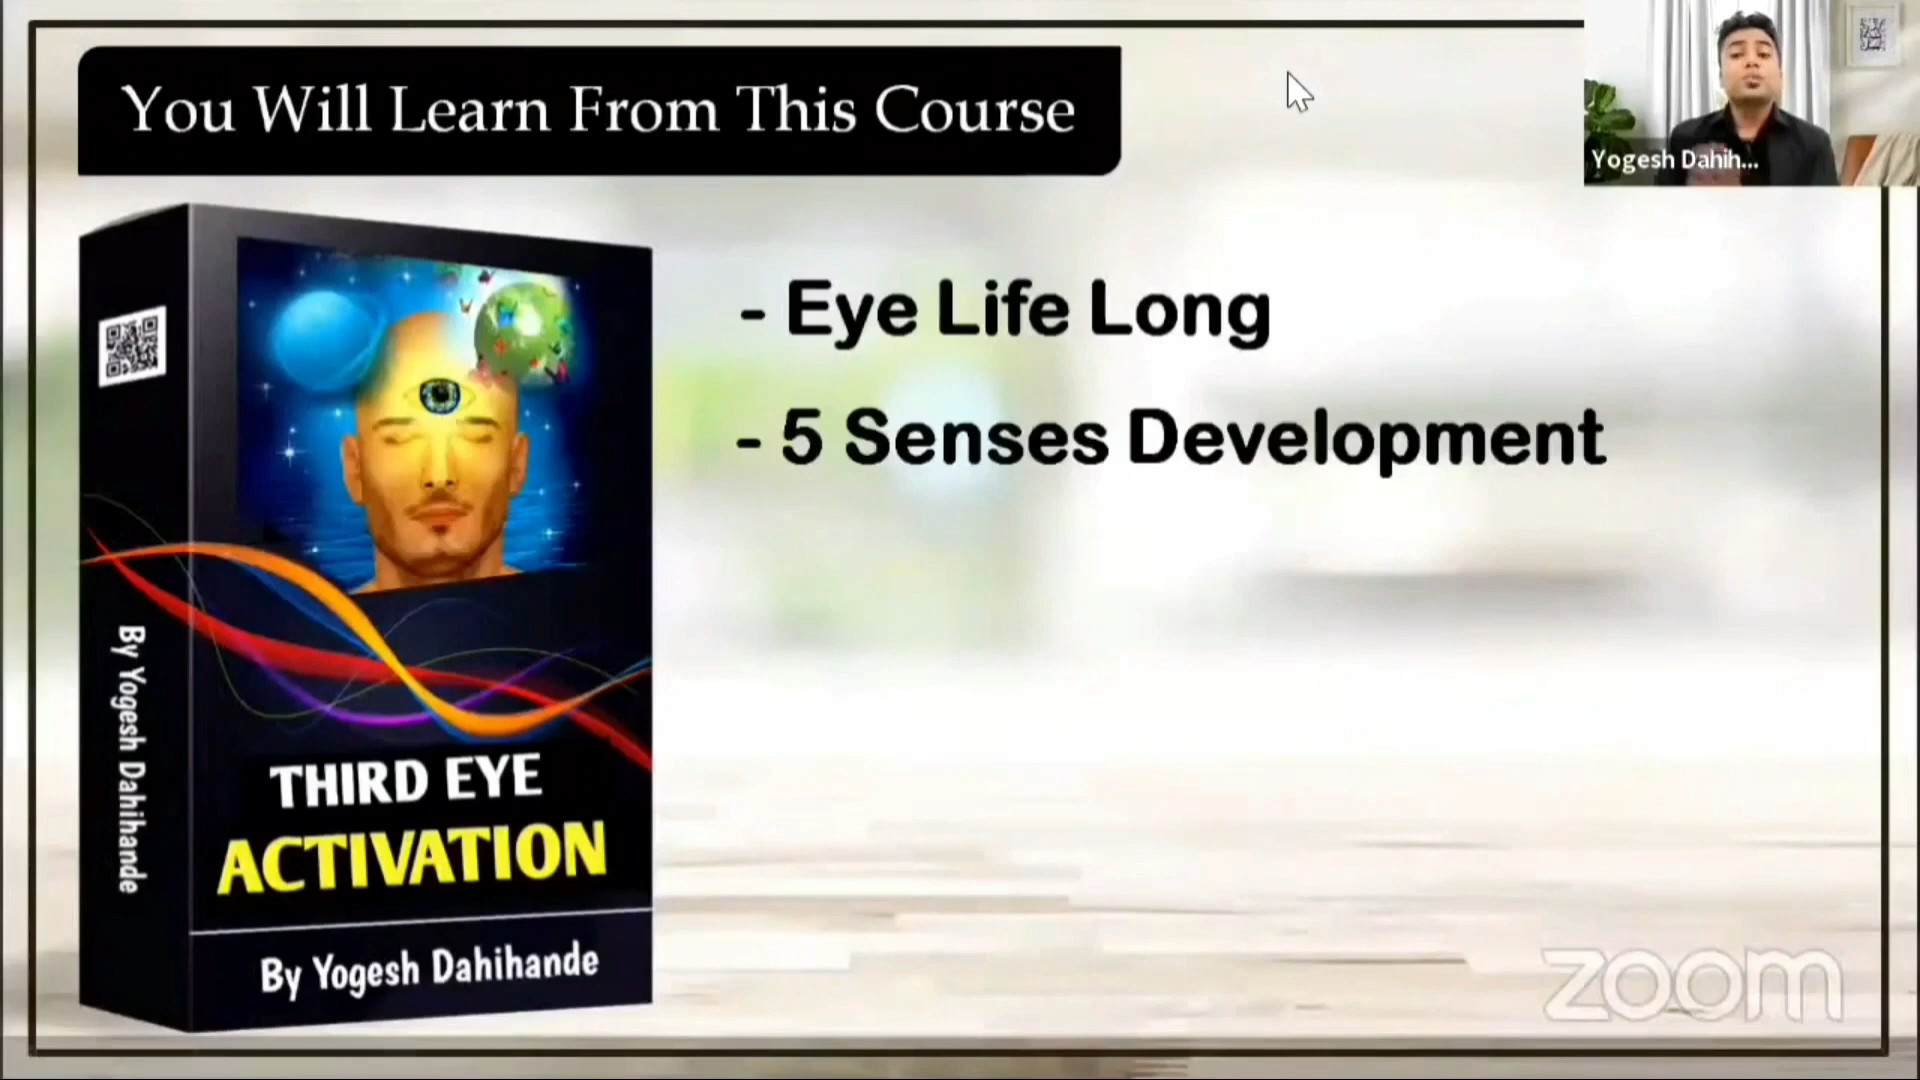 You Will Learn From This Course
Yogesh Dahih...
- Eye Life Long
- 5 Senses Development
By Yogesh Dahihande
THIRD EYE
ACTIVATION
By Yogesh Dahihande
zoom